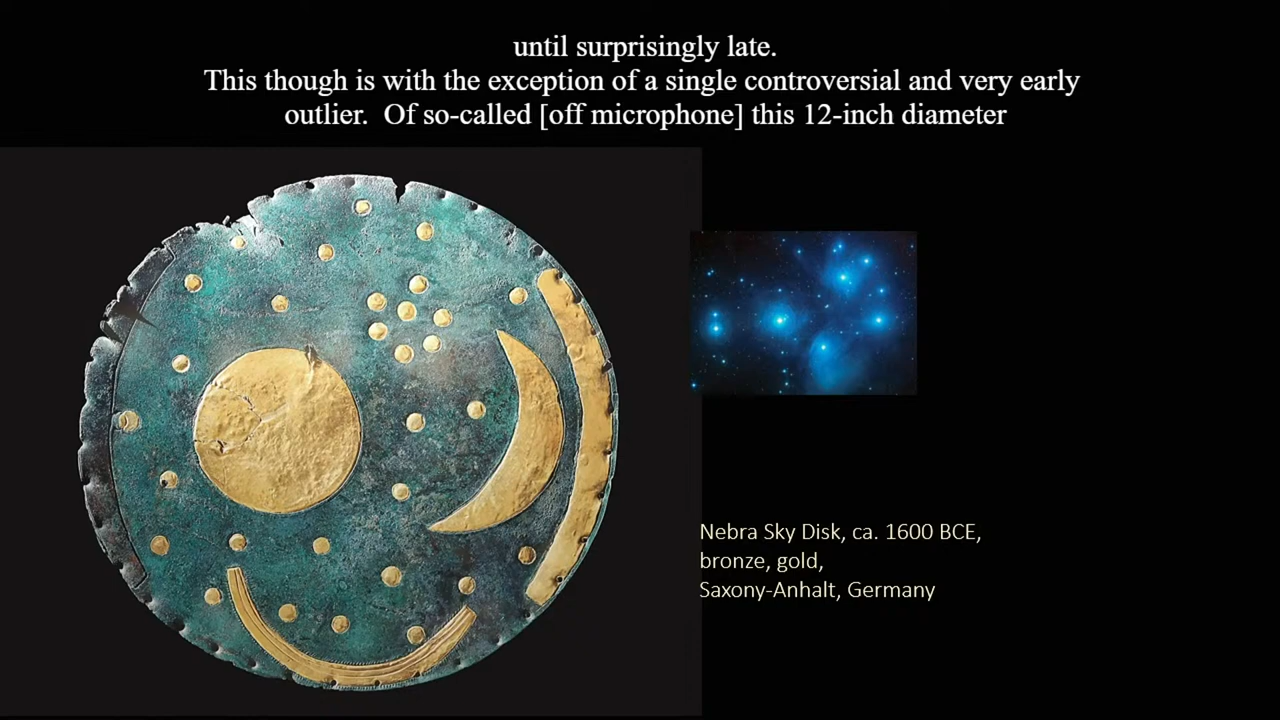 until surprisingly late.
This though is with the exception of a single controversial and very early
outlier.  Of so-called [off microphone] this 12-inch diameter
Nebra Sky Disk, ca. 1600 BCE,
bronze, gold,
Saxony-Anhalt, Germany